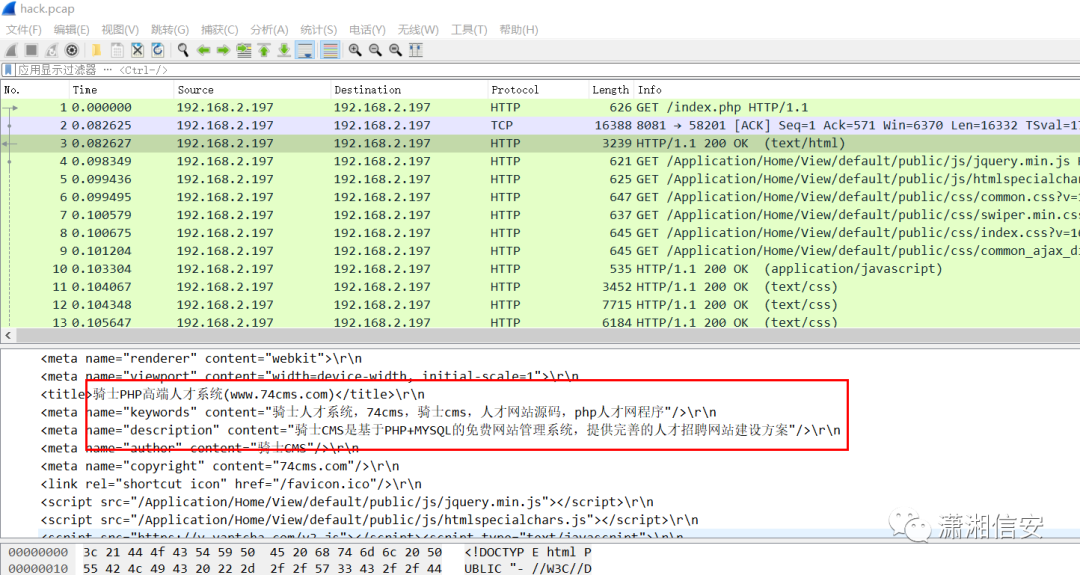 hack.pcap
文件(F) 编辑(E) 视图(V) 跳转(G) 捕获(C) 分析(A) 统计(S) 电话(Y) 无线(W) 工具(T) 帮助(H)
应用显示过滤器 … <Ctrl-/>
No. Time Source Destination Protocol Length Info
1 0.000000 192.168.2.197 192.168.2.197 HTTP 626 GET /index.php HTTP/1.1
2 0.082625 192.168.2.197 192.168.2.197 TCP 16388 8081 → 58201 [ACK] Seq=1 Ack=571 Win=6370 Len=16332 TSval=1
3 0.082627 192.168.2.197 192.168.2.197 HTTP 3239 HTTP/1.1 200 OK (text/html)
4 0.098349 192.168.2.197 192.168.2.197 HTTP 621 GET /Application/Home/View/default/public/js/jquery.min.js H
5 0.099436 192.168.2.197 192.168.2.197 HTTP 625 GET /Application/Home/View/default/public/js/htmlspecialchar
6 0.099495 192.168.2.197 192.168.2.197 HTTP 647 GET /Application/Home/View/default/public/css/common.css?v=1
7 0.100579 192.168.2.197 192.168.2.197 HTTP 637 GET /Application/Home/View/default/public/css/swiper.min.css
8 0.100675 192.168.2.197 192.168.2.197 HTTP 645 GET /Application/Home/View/default/public/css/index.css?v=16
9 0.101204 192.168.2.197 192.168.2.197 HTTP 645 GET /Application/Home/View/default/public/css/common_ajax_di
10 0.103304 192.168.2.197 192.168.2.197 HTTP 535 HTTP/1.1 200 OK (application/javascript)
11 0.104067 192.168.2.197 192.168.2.197 HTTP 3452 HTTP/1.1 200 OK (text/css)
12 0.104348 192.168.2.197 192.168.2.197 HTTP 7715 HTTP/1.1 200 OK (text/css)
13 0.105647 192.168.2.197 192.168.2.197 HTTP 6184 HTTP/1.1 200 OK (text/css)
<meta name="renderer" content="webkit">\r\n
<meta name="viewport" content="width=device-width, initial-scale=1">\r\n
<title>骑士PHP高端人才系统(www.74cms.com)</title>\r\n
<meta name="keywords" content="骑士人才系统，74cms，骑士cms，人才网站源码，php人才网程序"/>\r\n
<meta name="description" content="骑士CMS是基于PHP+MYSQL的免费网站管理系统，提供完善的人才招聘网站建设方案"/>\r\n
<meta name="author" content="骑士CMS"/>\r\n
<meta name="copyright" content="74cms.com"/>\r\n
<link rel="shortcut icon" href="/favicon.ico"/>\r\n
<script src="/Application/Home/View/default/public/js/jquery.min.js"></script>\r\n
<script src="/Application/Home/View/default/public/js/htmlspecialchars.js"></script>\r\n
<script src="https://v.vaptcha.com/v3.js"></script><script type="text/javascript">\r\n
潇湘信安
00000000 3c 21 44 4f 43 54 59 50 45 20 68 74 6d 6c 20 50 <!DOCTYP E html P
00000010 55 42 4c 49 43 20 22 2d 2f 2f 57 33 43 2f 2f 44 UBLIC "- //W3C//D